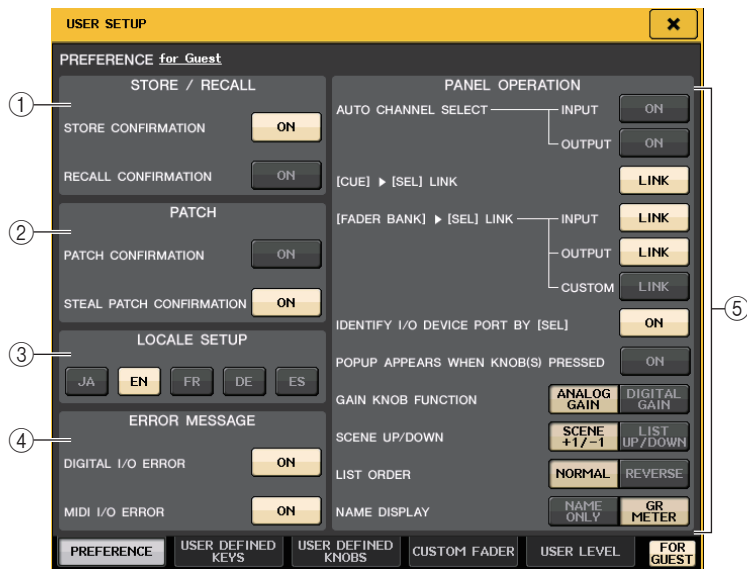 USER SETUP
PREFERENCE for Guest
① STORE / RECALL
STORE CONFIRMATION ON
RECALL CONFIRMATION ON
② PATCH
PATCH CONFIRMATION ON
STEAL PATCH CONFIRMATION ON
③ LOCALE SETUP
JA EN FR DE ES
④ ERROR MESSAGE
DIGITAL I/O ERROR ON
MIDI I/O ERROR ON
⑤ PANEL OPERATION
AUTO CHANNEL SELECT INPUT ON
OUTPUT ON
[CUE] ▶ [SEL] LINK LINK
[FADER BANK] ▶ [SEL] LINK INPUT LINK
OUTPUT LINK
CUSTOM LINK
IDENTIFY I/O DEVICE PORT BY [SEL] ON
POPUP APPEARS WHEN KNOB(S) PRESSED ON
GAIN KNOB FUNCTION ANALOG GAIN DIGITAL GAIN
SCENE UP/DOWN SCENE +1/-1 LIST UP/DOWN
LIST ORDER NORMAL REVERSE
NAME DISPLAY NAME ONLY GR METER
PREFERENCE USER DEFINED KEYS USER DEFINED KNOBS CUSTOM FADER USER LEVEL FOR GUEST